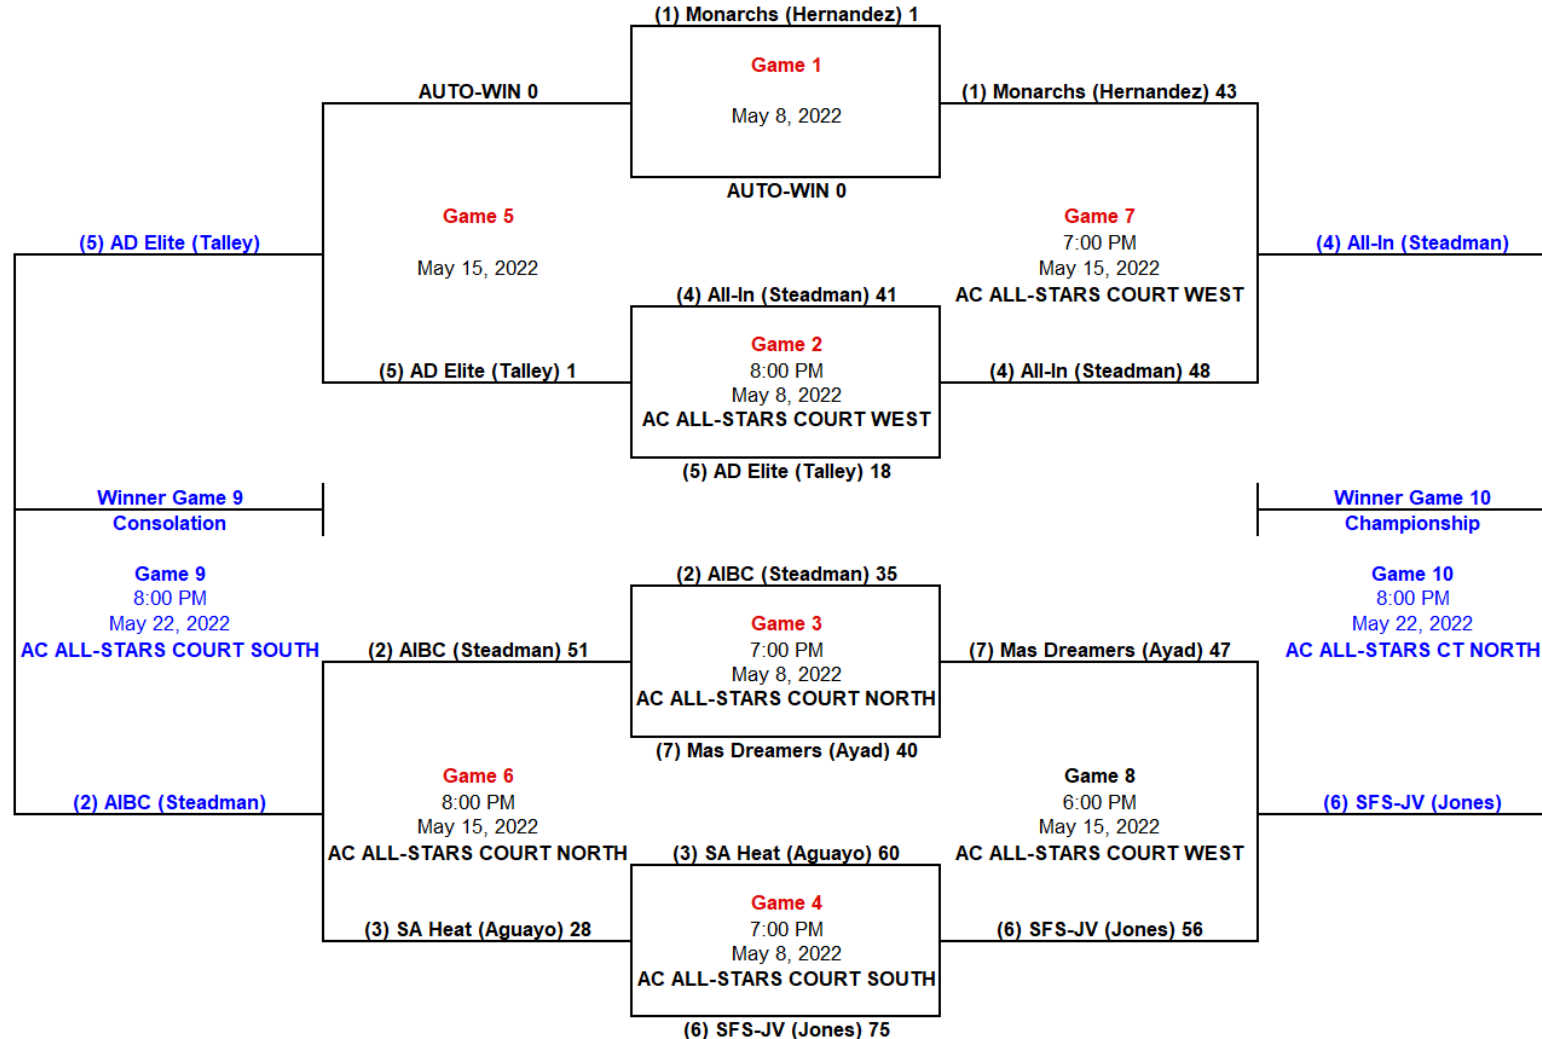 (1) Monarchs (Hernandez) 1
Game 1
May 8, 2022
AUTO-WIN 0
AUTO-WIN 0
(1) Monarchs (Hernandez) 43
Game 5
May 15, 2022
Game 7
7:00 PM
May 15, 2022
AC ALL-STARS COURT WEST
(5) AD Elite (Talley)
(4) All-In (Steadman)
(4) All-In (Steadman) 41
Game 2
8:00 PM
May 8, 2022
AC ALL-STARS COURT WEST
(5) AD Elite (Talley) 18
(5) AD Elite (Talley) 1
(4) All-In (Steadman) 48
Winner Game 9
Consolation
Winner Game 10
Championship
Game 9
8:00 PM
May 22, 2022
AC ALL-STARS COURT SOUTH
Game 10
8:00 PM
May 22, 2022
AC ALL-STARS CT NORTH
(2) AIBC (Steadman) 35
Game 3
7:00 PM
May 8, 2022
AC ALL-STARS COURT NORTH
(7) Mas Dreamers (Ayad) 40
(2) AIBC (Steadman) 51
(7) Mas Dreamers (Ayad) 47
Game 6
8:00 PM
May 15, 2022
AC ALL-STARS COURT NORTH
Game 8
6:00 PM
May 15, 2022
AC ALL-STARS COURT WEST
(2) AIBC (Steadman)
(6) SFS-JV (Jones)
(3) SA Heat (Aguayo) 60
Game 4
7:00 PM
May 8, 2022
AC ALL-STARS COURT SOUTH
(6) SFS-JV (Jones) 75
(3) SA Heat (Aguayo) 28
(6) SFS-JV (Jones) 56